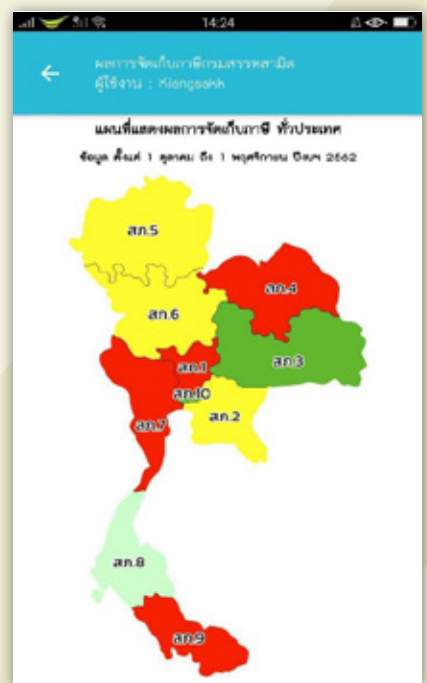 14:24
ผลการจัดเก็บภาษีกรมสรรพสามิต
ผู้ใช้งาน : Kiangsakk
แผนที่แสดงผลการจัดเก็บภาษี ทั่วประเทศ
ข้อมูล ตั้งแต่ 1 ตุลาคม ถึง 1 พฤศจิกายน ปีงบฯ 2562
สภ.5
สภ.4
สภ.6
สภ.3
สภ.1
สภ.10
สภ.2
สภ.7
สภ.8
สภ.9